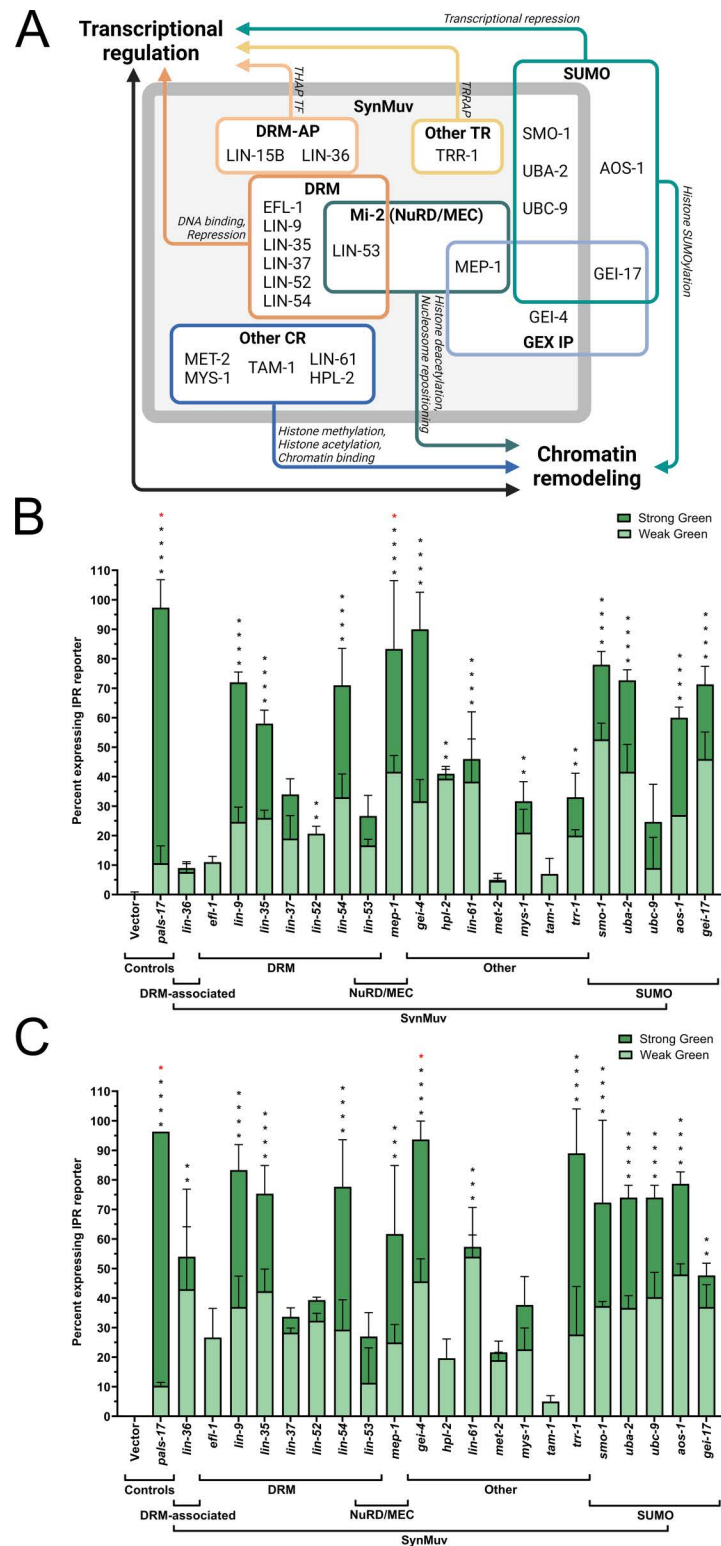 A
Transcriptional
regulation
Transcriptional repression
THAP TF
TRRAP
SUMO
SynMuv
DRM-AP
LIN-15B LIN-36
Other TR
TRR-1
SMO-1
UBA-2
UBC-9
AOS-1
Histone SUMOylation
DRM
EFL-1
LIN-9
LIN-35
LIN-37
LIN-52
LIN-54
DNA binding,
Repression
Mi-2 (NuRD/MEC)
LIN-53
MEP-1
GEI-17
GEI-4
GEX IP
Other CR
MET-2
MYS-1
TAM-1
LIN-61
HPL-2
Histone deacetylation,
Nucleosome repositioning
Histone methylation,
Histone acetylation,
Chromatin binding
Chromatin
remodeling
B
Strong Green
Weak Green
Percent expressing IPR reporter
110
100
90
80
70
60
50
40
30
20
10
0
*****
****
****
**
****
*****
****
**
****
**
**
****
****
****
****
Vector pals-17 lin-36 efl-1 lin-9 lin-35 lin-37 lin-52 lin-54 lin-53 mep-1 gei-4 hpl-2 lin-61 met-2 mys-1 tam-1 trr-1 smo-1 uba-2 ubc-9 aos-1 gei-17
Controls DRM Other
DRM-associated NuRD/MEC SUMO
SynMuv
C
Strong Green
Weak Green
Percent expressing IPR reporter
110
100
90
80
70
60
50
40
30
20
10
0
*****
**
****
****
****
***
*****
***
****
****
****
****
****
**
Vector pals-17 lin-36 efl-1 lin-9 lin-35 lin-37 lin-52 lin-54 lin-53 mep-1 gei-4 hpl-2 lin-61 met-2 mys-1 tam-1 trr-1 smo-1 uba-2 ubc-9 aos-1 gei-17
Controls DRM Other
DRM-associated NuRD/MEC SUMO
SynMuv